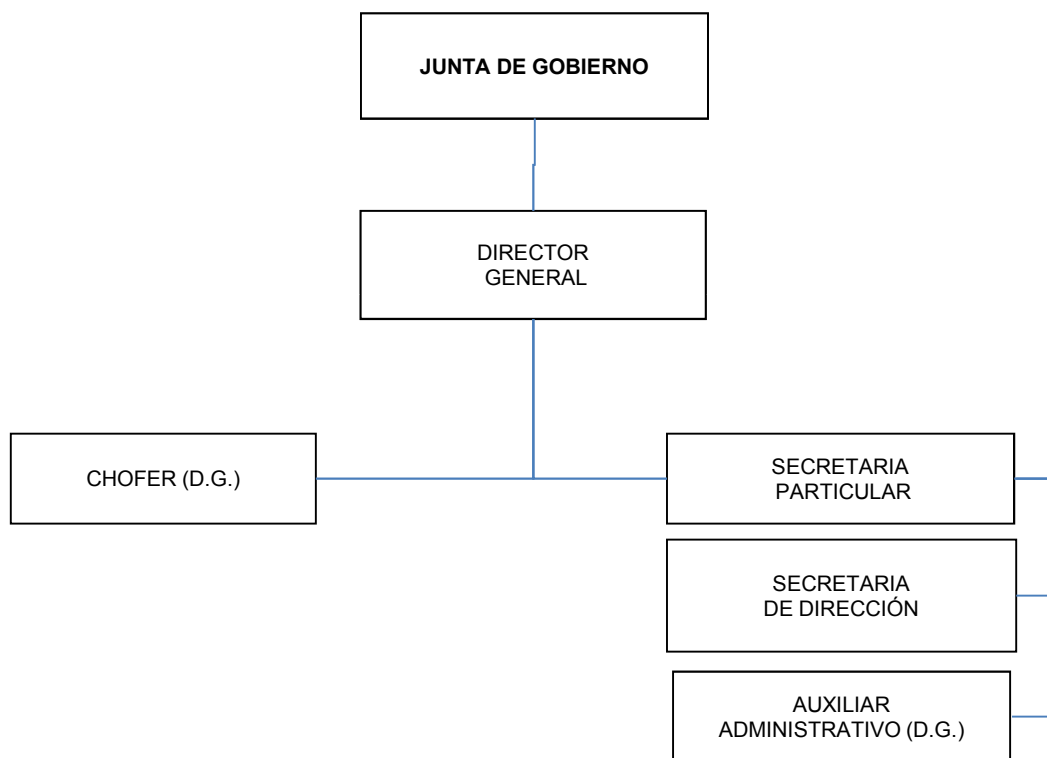 JUNTA DE GOBIERNO
DIRECTOR
GENERAL
CHOFER (D.G.)
SECRETARIA
PARTICULAR
SECRETARIA
DE DIRECCIÓN
AUXILIAR
ADMINISTRATIVO (D.G.)